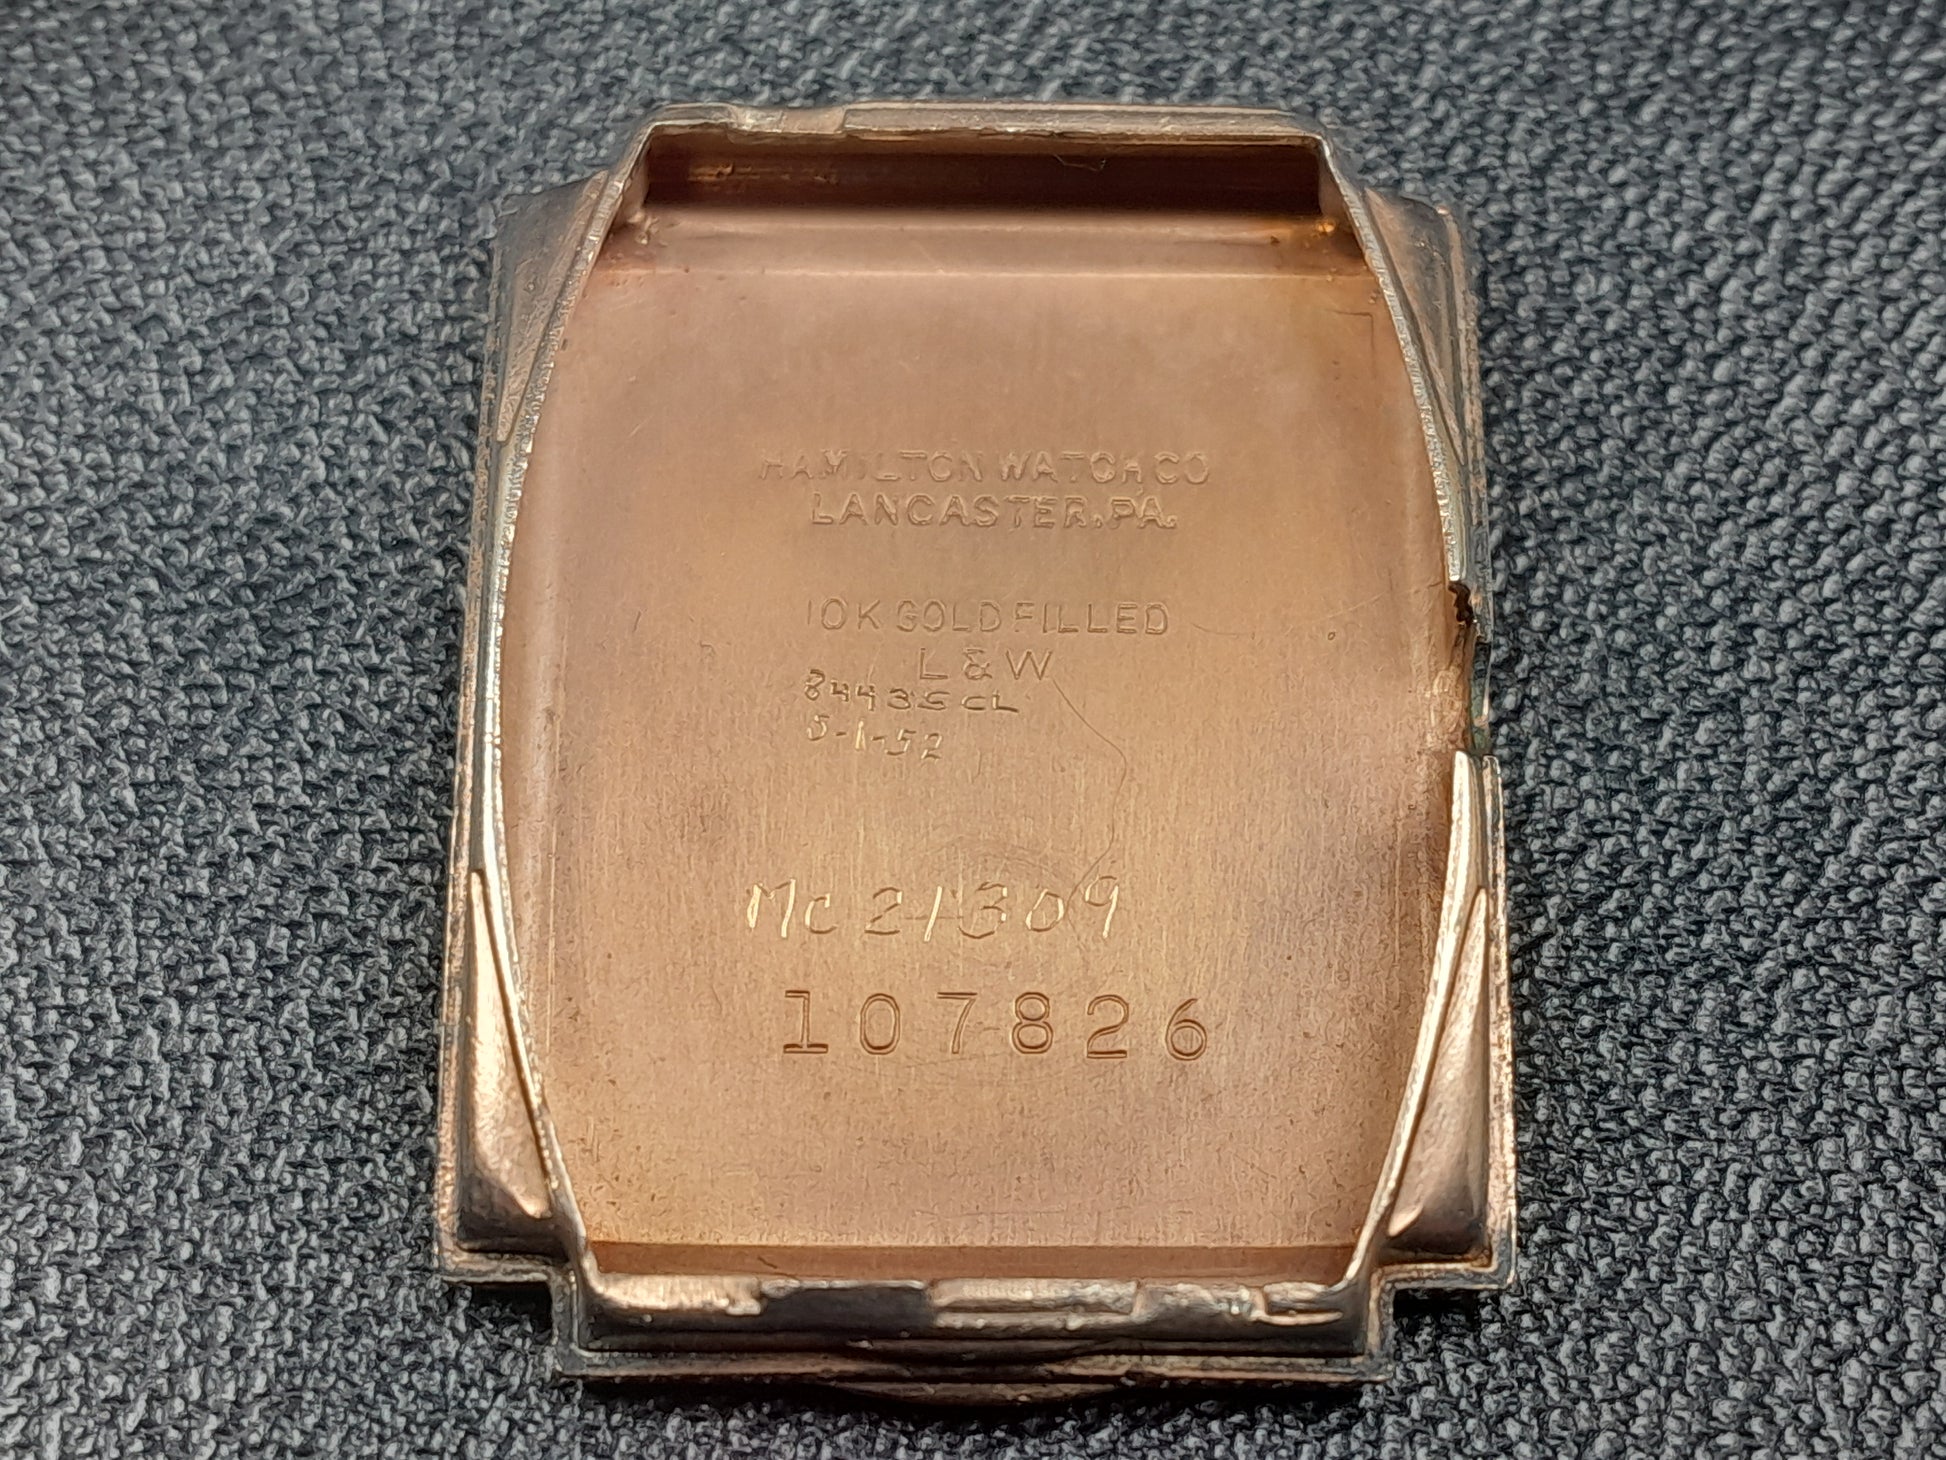 HAMILTON WATCH CO
LANCASTER, PA.
10K GOLD FILLED
L & W
8443SCL
5-1-52
Mc 21309
107826